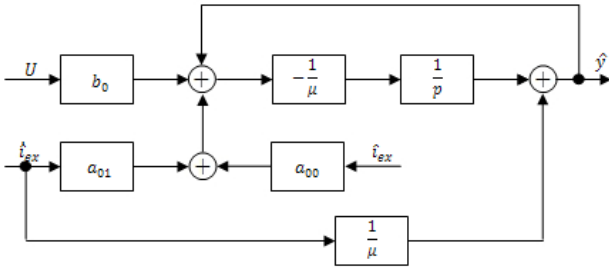 U
b₀
+
−1/μ
1/p
+
ŷ
î_ex
a₀₁
+
a₀₀
î_ex
1/μ